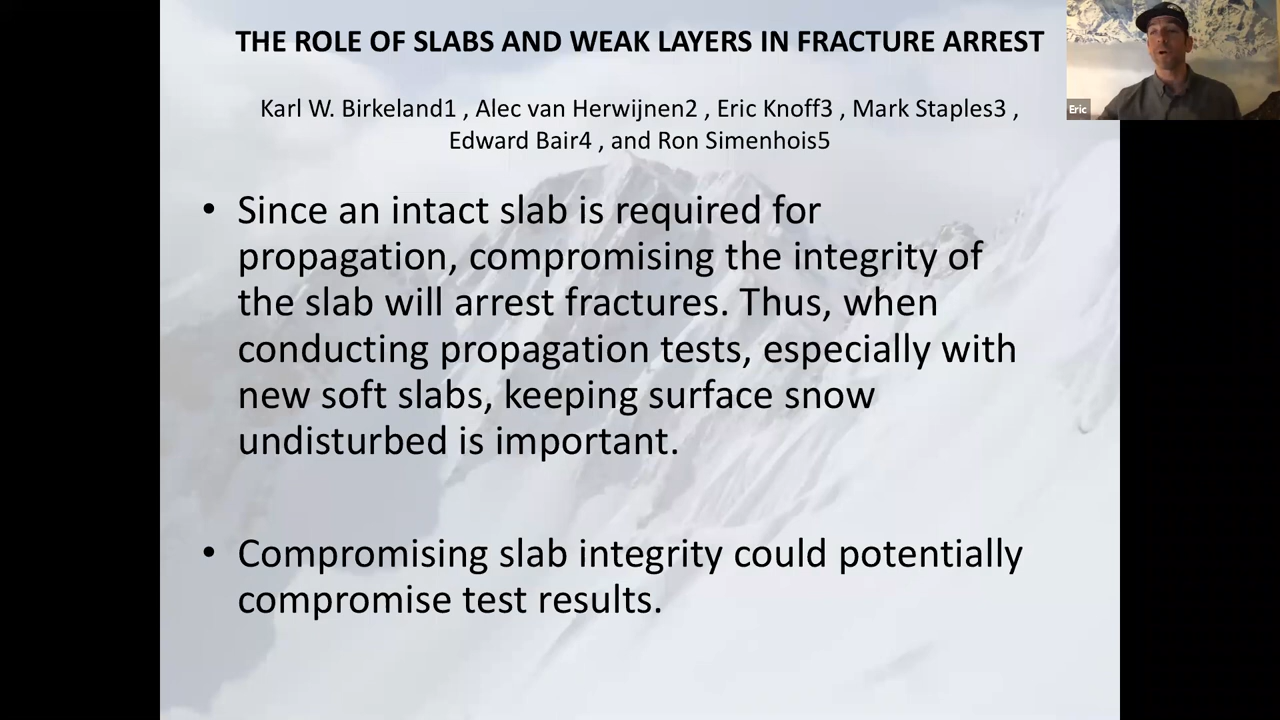 THE ROLE OF SLABS AND WEAK LAYERS IN FRACTURE ARREST
Eric
Karl W. Birkeland1 , Alec van Herwijnen2 , Eric Knoff3 , Mark Staples3 ,
Edward Bair4 , and Ron Simenhois5
• Since an intact slab is required for
propagation, compromising the integrity of
the slab will arrest fractures. Thus, when
conducting propagation tests, especially with
new soft slabs, keeping surface snow
undisturbed is important.
• Compromising slab integrity could potentially
compromise test results.